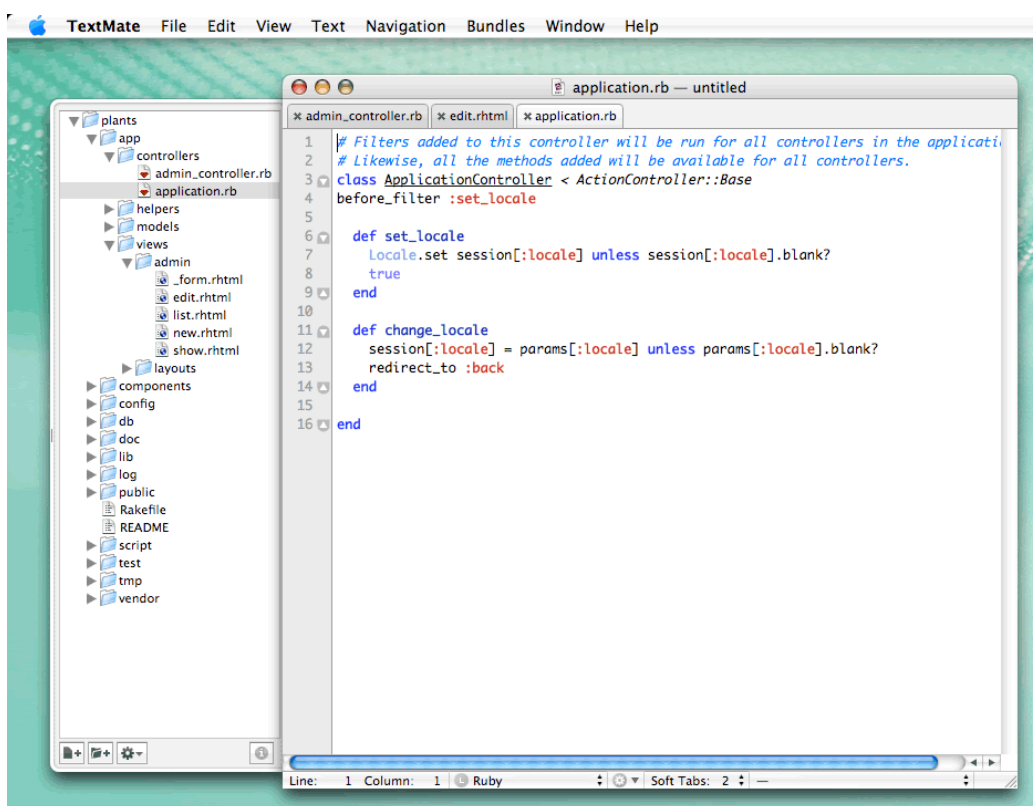 TextMate File Edit View Text Navigation Bundles Window Help
application.rb — untitled
admin_controller.rb edit.rhtml application.rb
plants
app
controllers
admin_controller.rb
application.rb
helpers
models
views
admin
_form.rhtml
edit.rhtml
list.rhtml
new.rhtml
show.rhtml
layouts
components
config
db
doc
lib
log
public
Rakefile
README
script
test
tmp
vendor
1 # Filters added to this controller will be run for all controllers in the applicati
2 # Likewise, all the methods added will be available for all controllers.
3 class ApplicationController < ActionController::Base
4 before_filter :set_locale
5
6 def set_locale
7 Locale.set session[:locale] unless session[:locale].blank?
8 true
9 end
10
11 def change_locale
12 session[:locale] = params[:locale] unless params[:locale].blank?
13 redirect_to :back
14 end
15
16 end
Line: 1 Column: 1 L Ruby Soft Tabs: 2 —